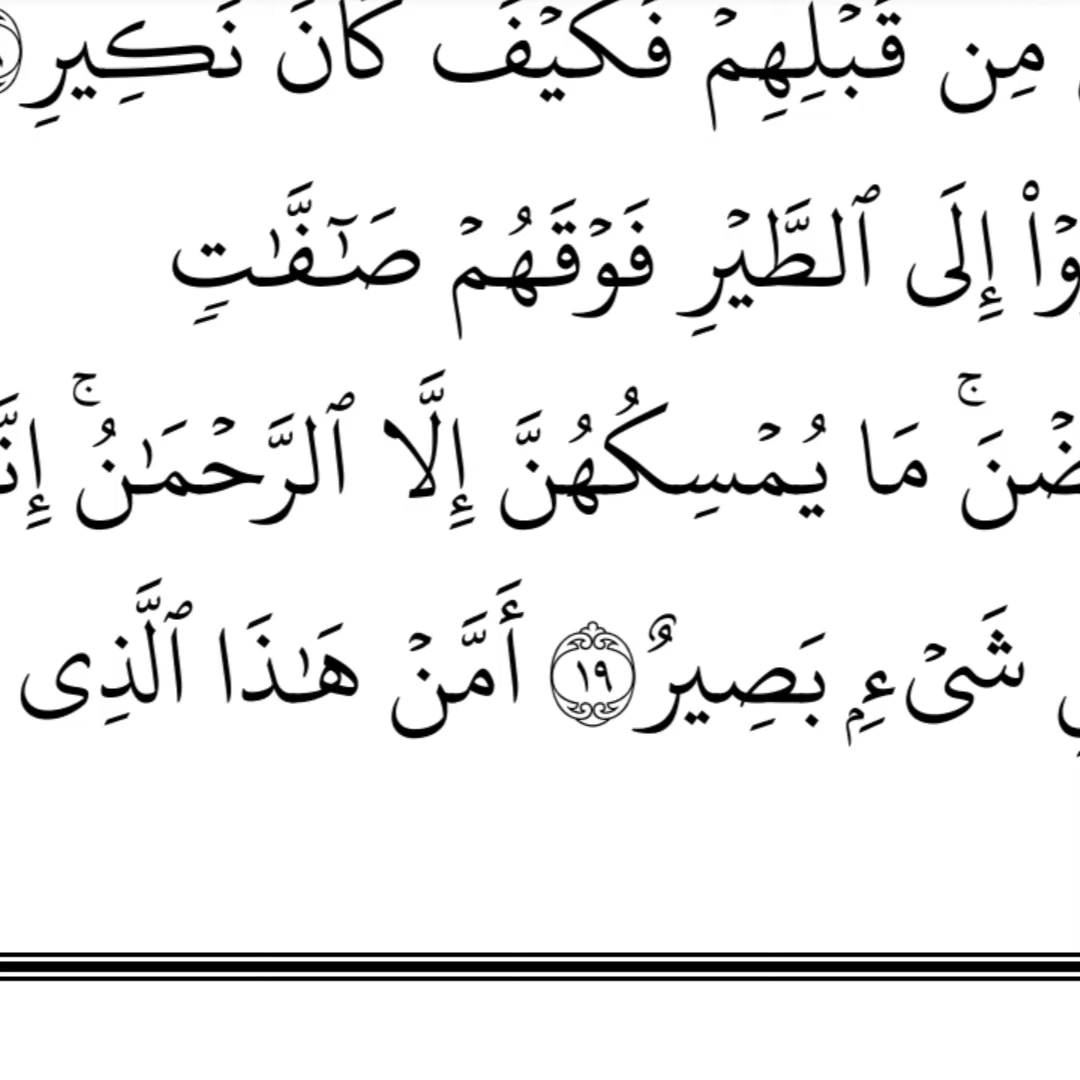 مِن قَبْلِهِمْ فَكَيْفَ كَانَ نَكِيرِ
إِلَى ٱلطَّيْرِ فَوْقَهُمْ صَـٰٓفَّـٰتٍ
مَا يُمْسِكُهُنَّ إِلَّا ٱلرَّحْمَـٰنُ ۚ
شَىْءٍۭ بَصِيرٌ ١٩ أَمَّنْ هَـٰذَا ٱلَّذِى